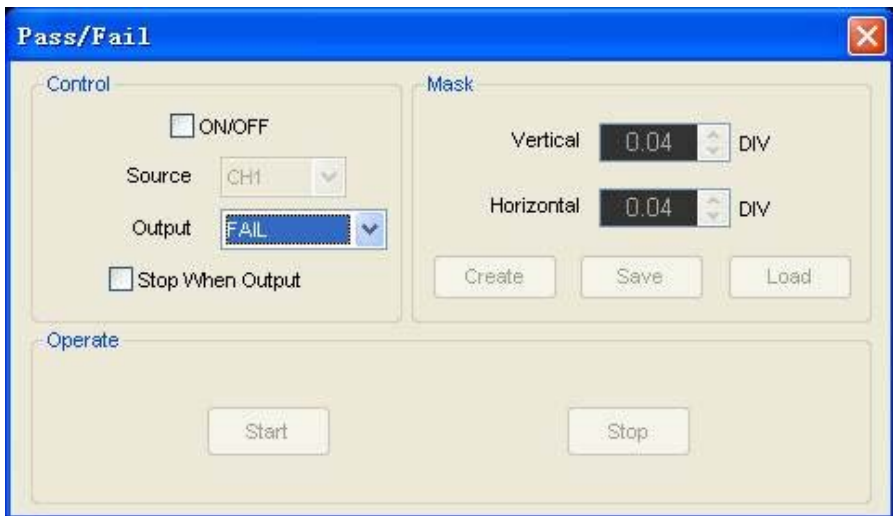 Pass/Fail
Control
ON/OFF
Source CH1
Output FAIL
Stop When Output
Mask
Vertical 0.04 DIV
Horizontal 0.04 DIV
Create Save Load
Operate
Start Stop